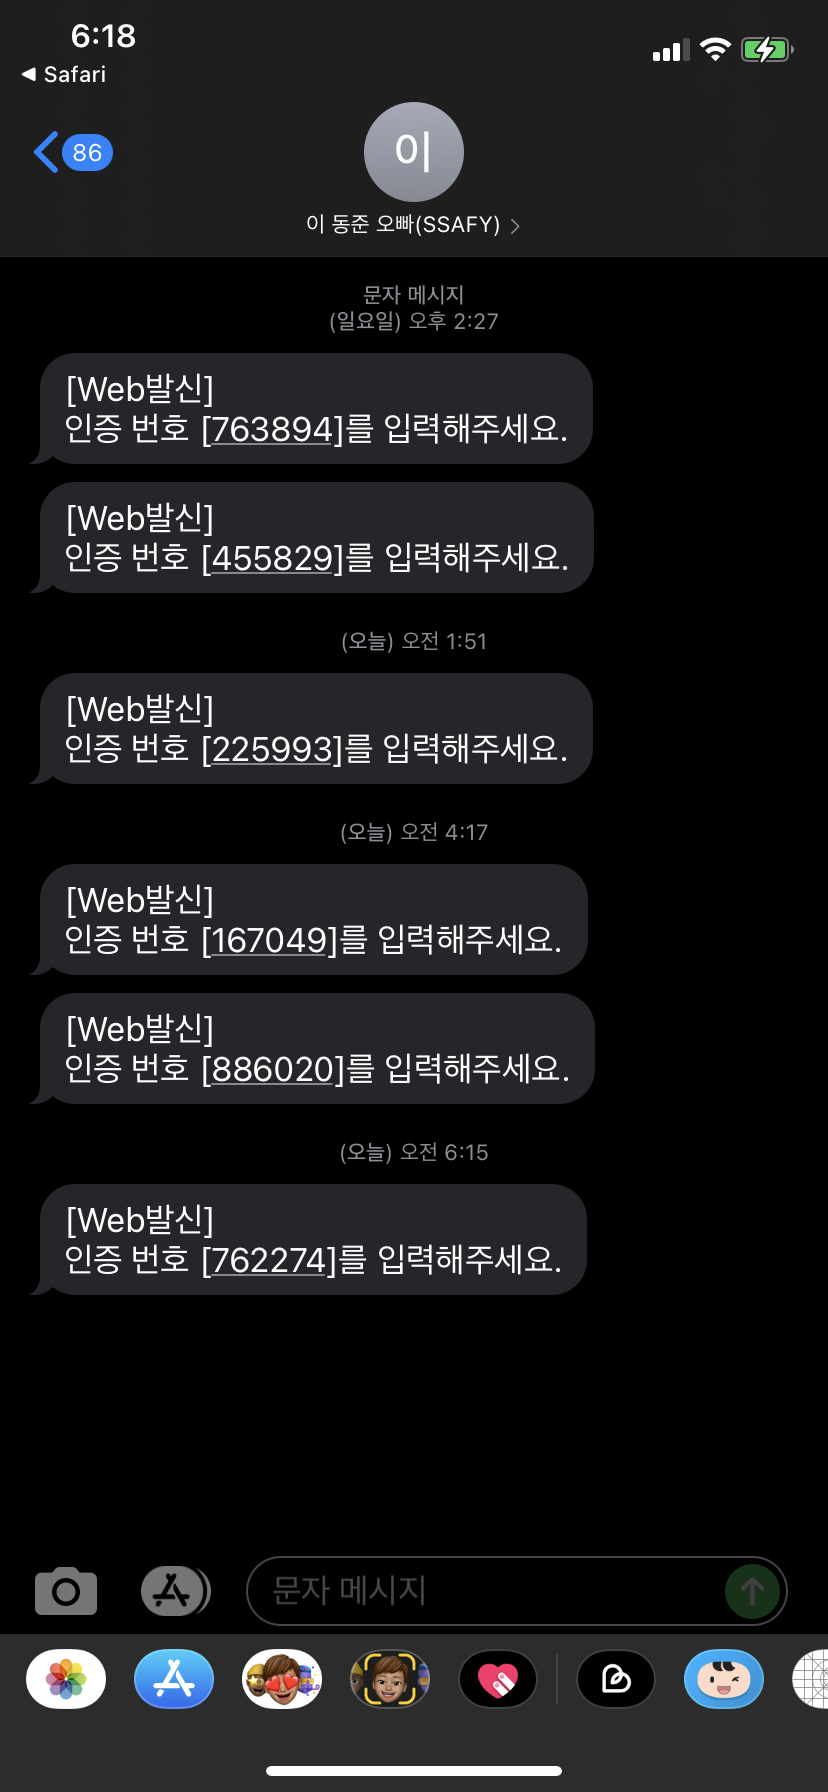 6:18
Safari
86
이
이 동준 오빠(SSAFY)
문자 메시지
(일요일) 오후 2:27
[Web발신]
인증 번호 [763894]를 입력해주세요.
[Web발신]
인증 번호 [455829]를 입력해주세요.
(오늘) 오전 1:51
[Web발신]
인증 번호 [225993]를 입력해주세요.
(오늘) 오전 4:17
[Web발신]
인증 번호 [167049]를 입력해주세요.
[Web발신]
인증 번호 [886020]를 입력해주세요.
(오늘) 오전 6:15
[Web발신]
인증 번호 [762274]를 입력해주세요.
문자 메시지